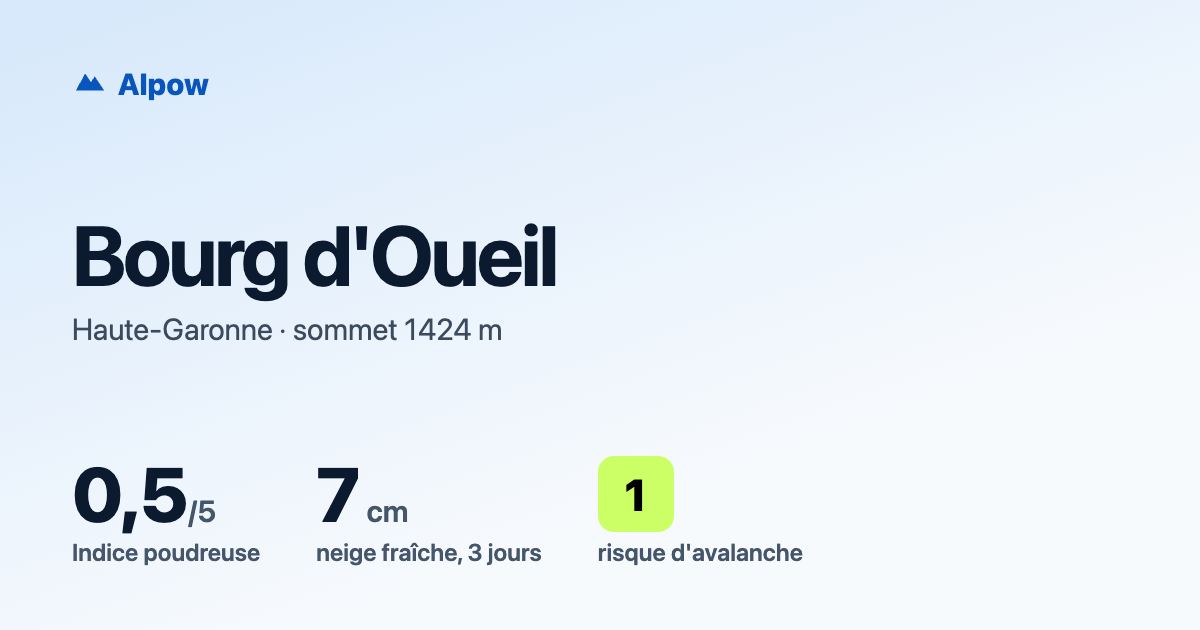 Alpow
Bourg d'Oueil
Haute-Garonne · sommet 1424 m
0,5/5
Indice poudreuse
7 cm
neige fraîche, 3 jours
1
risque d'avalanche